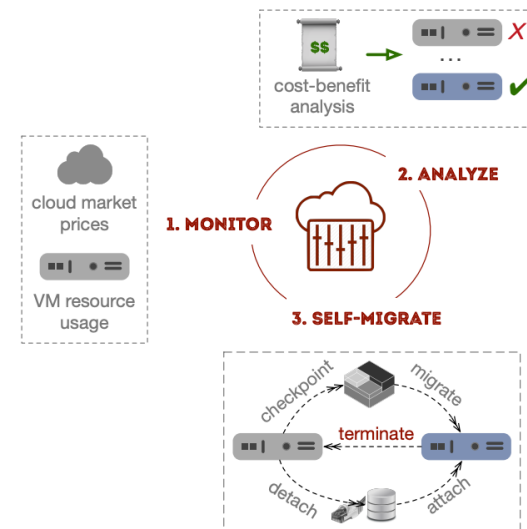 $$
cost-benefit
analysis
X
...
✓
cloud market
prices
VM resource
usage
1. MONITOR
2. ANALYZE
3. SELF-MIGRATE
checkpoint
migrate
terminate
detach
attach